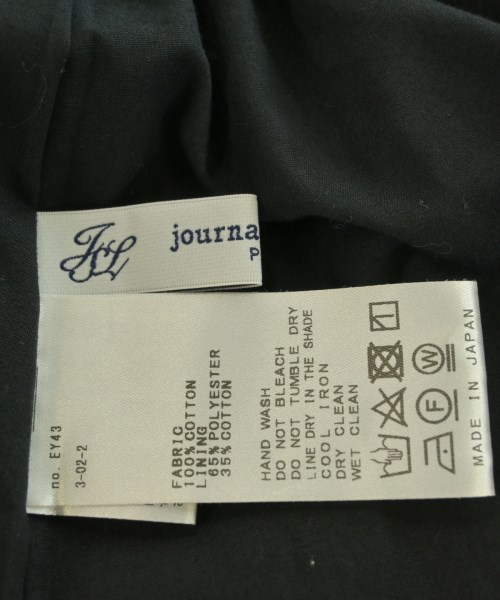 JSL
journa
no. EY43
3-02-2
FABRIC
100%COTTON
LINING
65%POLYESTER
35%COTTON
HAND WASH
DO NOT BLEACH
DO NOT TUMBLE DRY
LINE DRY IN THE SHADE
COOL IRON
DRY CLEAN
WET CLEAN
F
W
MADE IN JAPAN